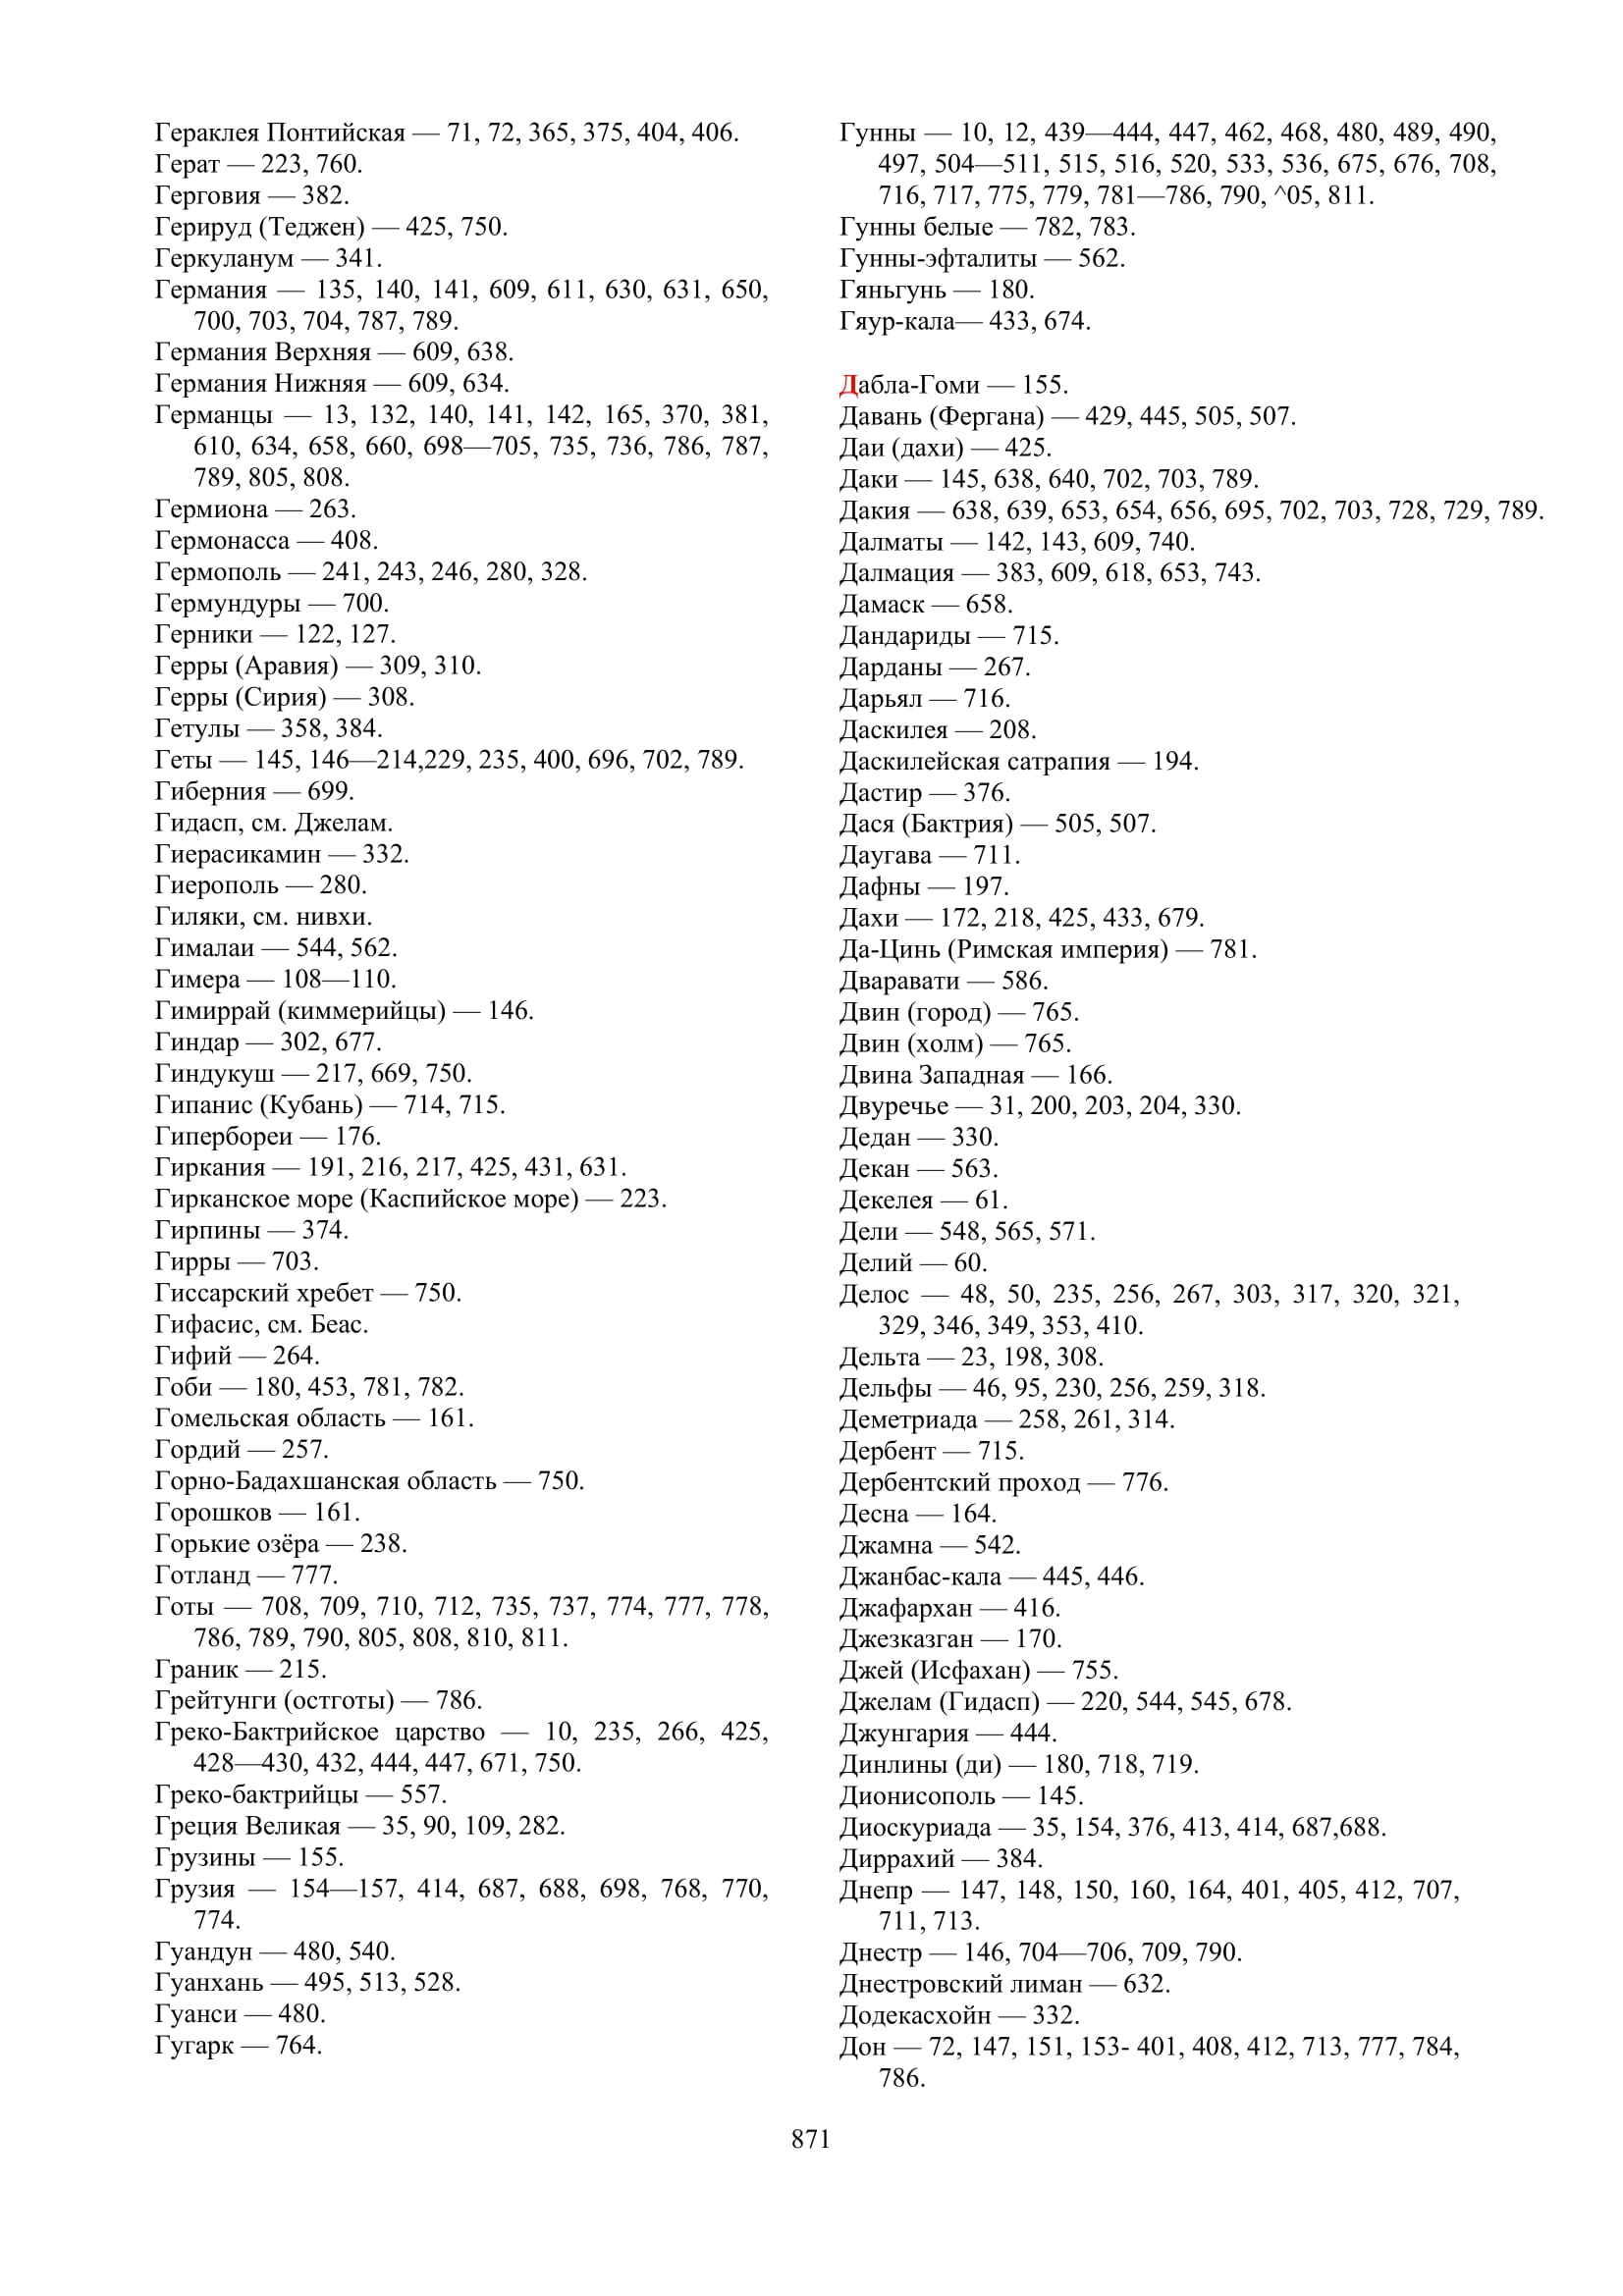 Гераклея Понтийская — 71, 72, 365, 375, 404, 406.
Герат — 223, 760.
Герговия — 382.
Герируд (Теджен) — 425, 750.
Геркуланум — 341.
Германия — 135, 140, 141, 609, 611, 630, 631, 650,
700, 703, 704, 787, 789.
Германия Верхняя — 609, 638.
Германия Нижняя — 609, 634.
Германцы — 13, 132, 140, 141, 142, 165, 370, 381,
610, 634, 658, 660, 698—705, 735, 736, 786, 787,
789, 805, 808.
Гермиона — 263.
Гермонасса — 408.
Гермополь — 241, 243, 246, 280, 328.
Гермундуры — 700.
Герники — 122, 127.
Герры (Аравия) — 309, 310.
Герры (Сирия) — 308.
Гетулы — 358, 384.
Геты — 145, 146—214,229, 235, 400, 696, 702, 789.
Гиберния — 699.
Гидасп, см. Джелам.
Гиерасикамин — 332.
Гиерополь — 280.
Гиляки, см. нивхи.
Гималаи — 544, 562.
Гимера — 108—110.
Гимиррай (киммерийцы) — 146.
Гиндар — 302, 677.
Гиндукуш — 217, 669, 750.
Гипанис (Кубань) — 714, 715.
Гипербореи — 176.
Гиркания — 191, 216, 217, 425, 431, 631.
Гирканское море (Каспийское море) — 223.
Гирпины — 374.
Гирры — 703.
Гиссарский хребет — 750.
Гифасис, см. Беас.
Гифий — 264.
Гоби — 180, 453, 781, 782.
Гомельская область — 161.
Гордий — 257.
Горно-Бадахшанская область — 750.
Горошков — 161.
Горькие озёра — 238.
Готланд — 777.
Готы — 708, 709, 710, 712, 735, 737, 774, 777, 778,
786, 789, 790, 805, 808, 810, 811.
Граник — 215.
Грейтунги (остготы) — 786.
Греко-Бактрийское царство — 10, 235, 266, 425,
428—430, 432, 444, 447, 671, 750.
Греко-бактрийцы — 557.
Греция Великая — 35, 90, 109, 282.
Грузины — 155.
Грузия — 154—157, 414, 687, 688, 698, 768, 770,
774.
Гуандун — 480, 540.
Гуанхань — 495, 513, 528.
Гуанси — 480.
Гугарк — 764.
Гунны — 10, 12, 439—444, 447, 462, 468, 480, 489, 490,
497, 504—511, 515, 516, 520, 533, 536, 675, 676, 708,
716, 717, 775, 779, 781—786, 790, ^05, 811.
Гунны белые — 782, 783.
Гунны-эфталиты — 562.
Гяньгунь — 180.
Гяур-кала— 433, 674.
Дабла-Гоми — 155.
Давань (Фергана) — 429, 445, 505, 507.
Даи (дахи) — 425.
Даки — 145, 638, 640, 702, 703, 789.
Дакия — 638, 639, 653, 654, 656, 695, 702, 703, 728, 729, 789.
Далматы — 142, 143, 609, 740.
Далмация — 383, 609, 618, 653, 743.
Дамаск — 658.
Дандариды — 715.
Дарданы — 267.
Дарьял — 716.
Даскилея — 208.
Даскилейская сатрапия — 194.
Дастир — 376.
Дася (Бактрия) — 505, 507.
Даугава — 711.
Дафны — 197.
Дахи — 172, 218, 425, 433, 679.
Да-Цинь (Римская империя) — 781.
Дваравати — 586.
Двин (город) — 765.
Двин (холм) — 765.
Двина Западная — 166.
Двуречье — 31, 200, 203, 204, 330.
Дедан — 330.
Декан — 563.
Декелея — 61.
Дели — 548, 565, 571.
Делий — 60.
Делос — 48, 50, 235, 256, 267, 303, 317, 320, 321,
329, 346, 349, 353, 410.
Дельта — 23, 198, 308.
Дельфы — 46, 95, 230, 256, 259, 318.
Деметриада — 258, 261, 314.
Дербент — 715.
Дербентский проход — 776.
Десна — 164.
Джамна — 542.
Джанбас-кала — 445, 446.
Джафархан — 416.
Джезказган — 170.
Джей (Исфахан) — 755.
Джелам (Гидасп) — 220, 544, 545, 678.
Джунгария — 444.
Динлины (ди) — 180, 718, 719.
Дионисополь — 145.
Диоскуриада — 35, 154, 376, 413, 414, 687,688.
Диррахий — 384.
Днепр — 147, 148, 150, 160, 164, 401, 405, 412, 707,
711, 713.
Днестр — 146, 704—706, 709, 790.
Днестровский лиман — 632.
Додекасхойн — 332.
Дон — 72, 147, 151, 153- 401, 408, 412, 713, 777, 784,
786.
871